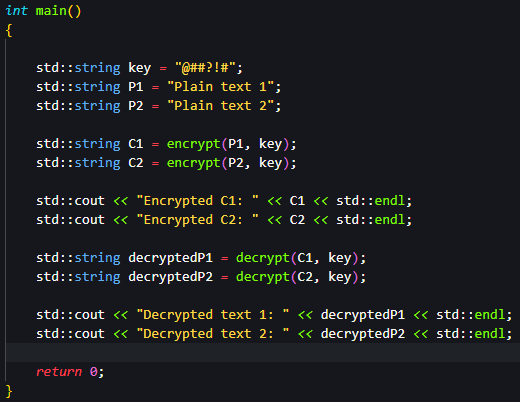 int main()
{
std::string key = "@##?!#";
std::string P1 = "Plain text 1";
std::string P2 = "Plain text 2";
std::string C1 = encrypt(P1, key);
std::string C2 = encrypt(P2, key);
std::cout << "Encrypted C1: " << C1 << std::endl;
std::cout << "Encrypted C2: " << C2 << std::endl;
std::string decryptedP1 = decrypt(C1, key);
std::string decryptedP2 = decrypt(C2, key);
std::cout << "Decrypted text 1: " << decryptedP1 << std::endl;
std::cout << "Decrypted text 2: " << decryptedP2 << std::endl;
return 0;
}